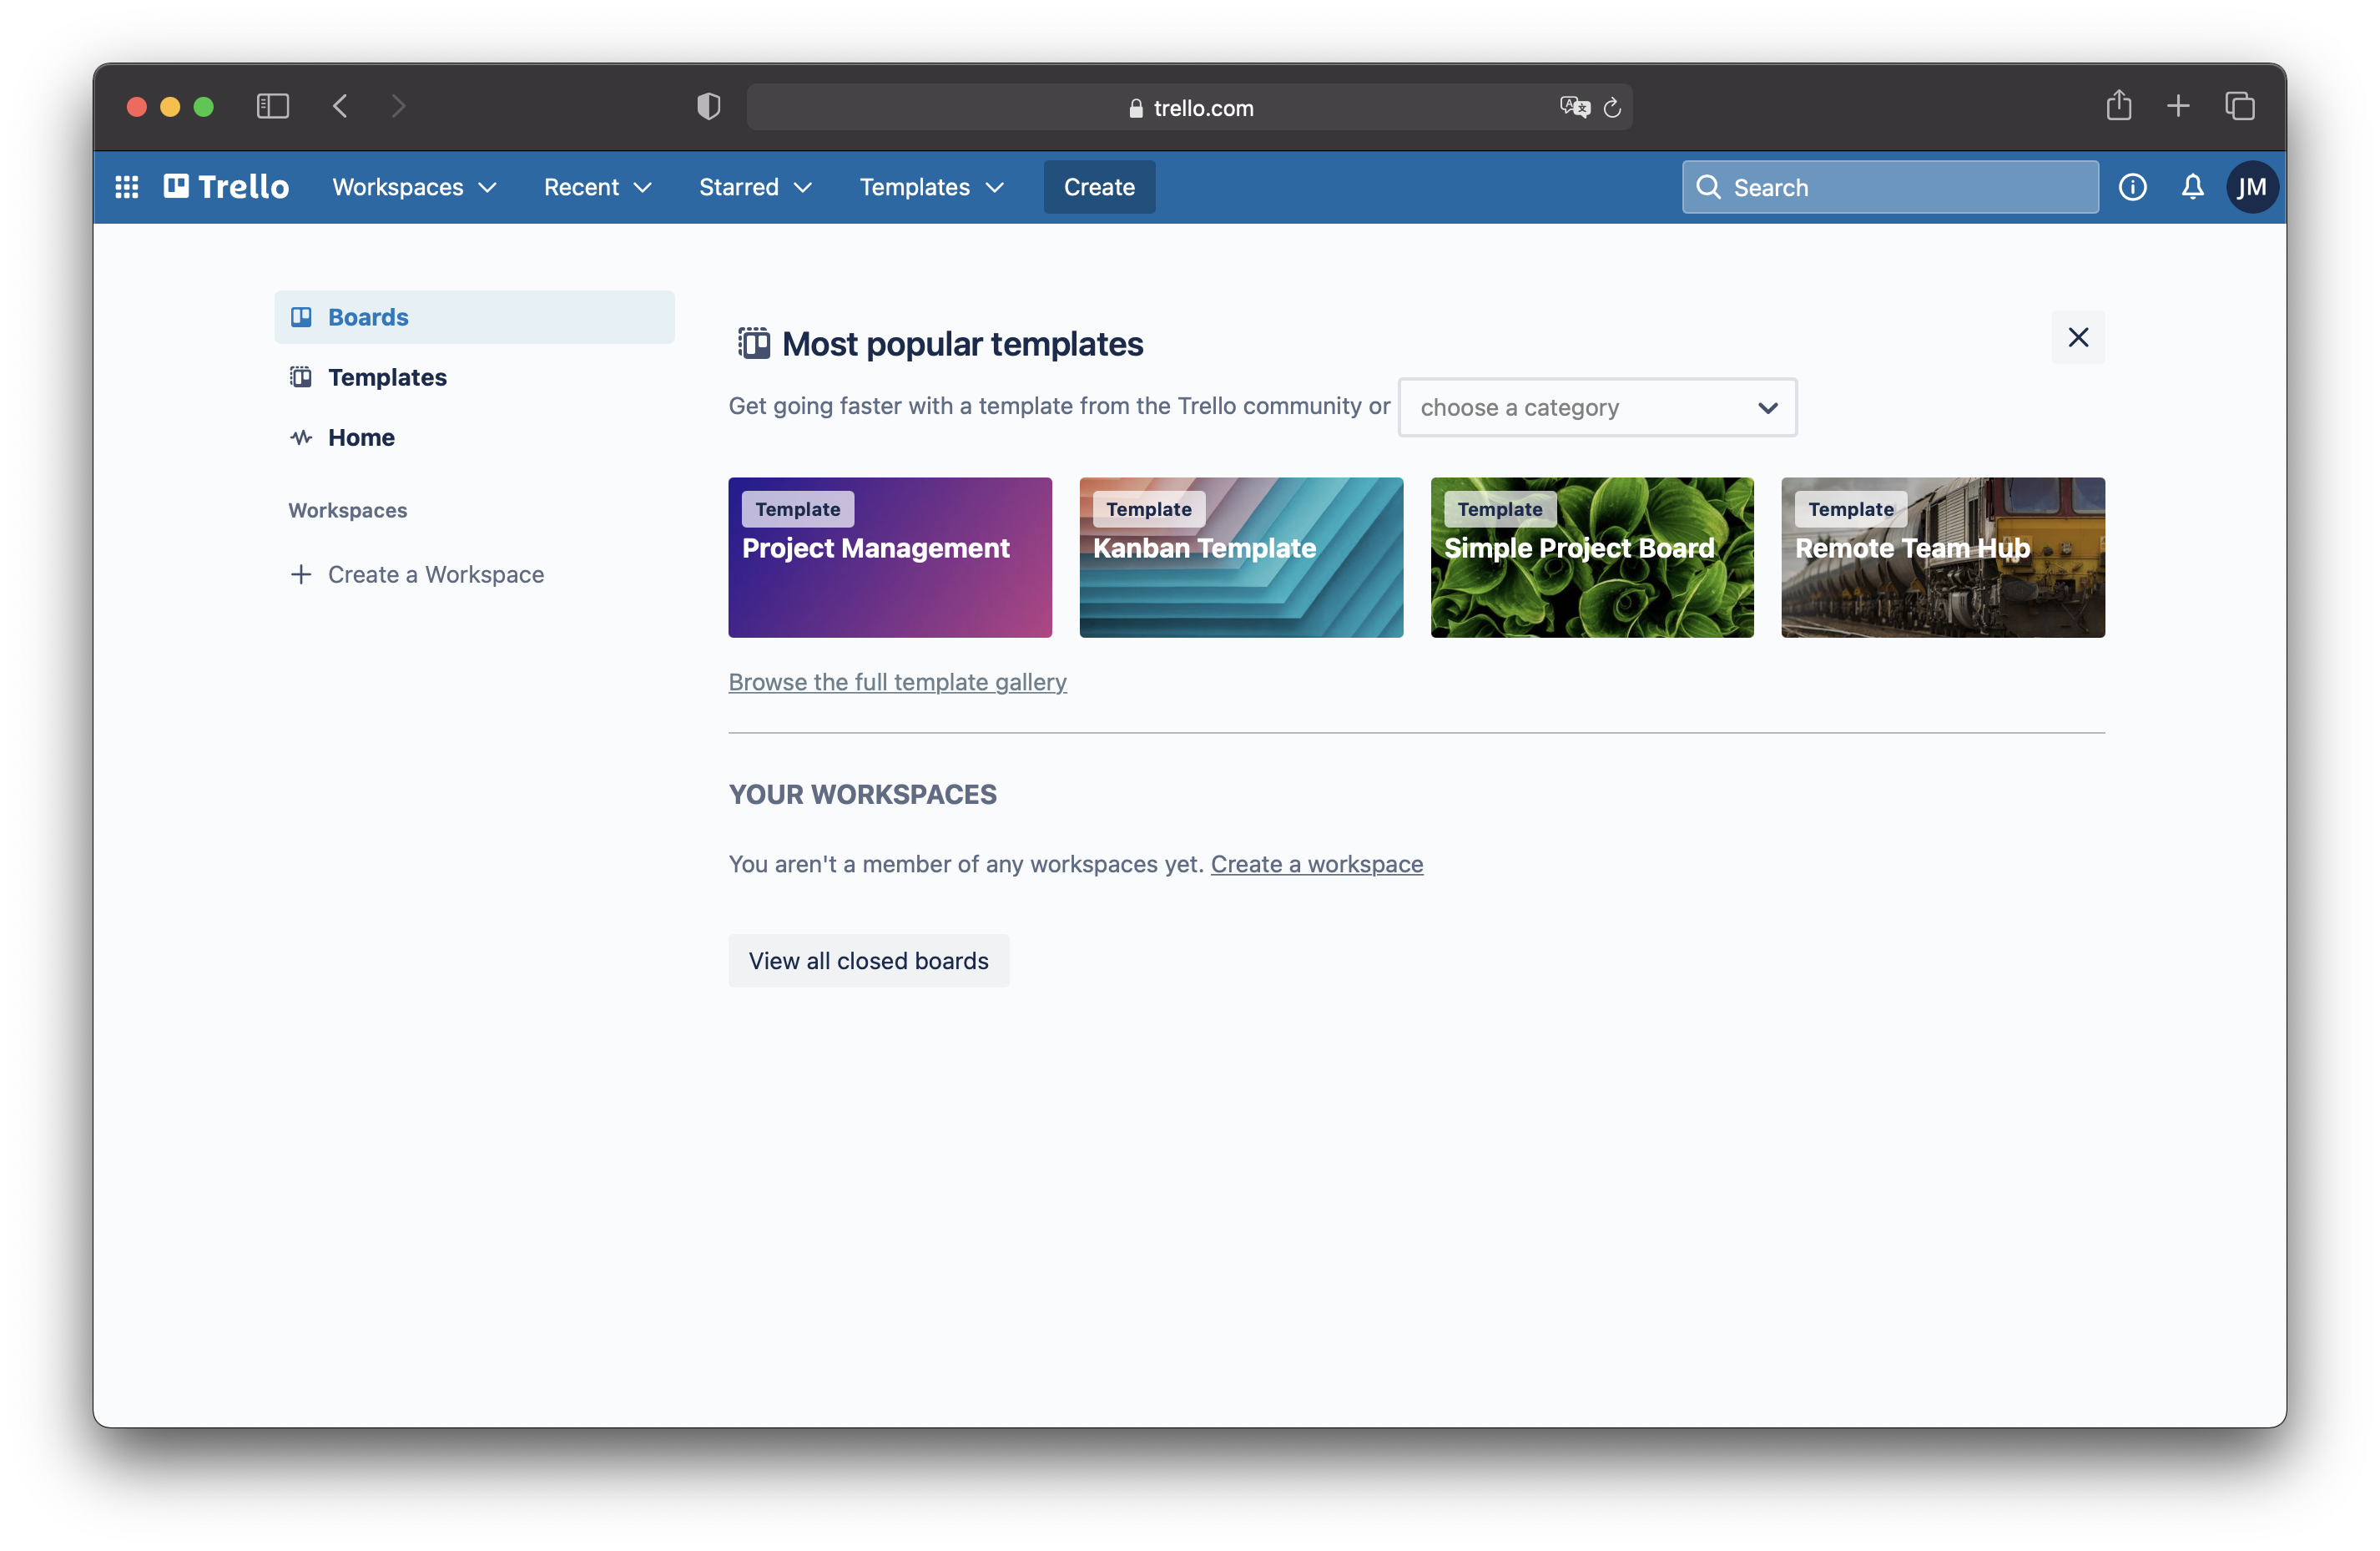 trello.com
Trello Workspaces Recent Starred Templates Create Search JM
Boards
Templates
Home
Workspaces
Create a Workspace
Most popular templates
Get going faster with a template from the Trello community or choose a category
Template
Project Management
Template
Kanban Template
Template
Simple Project Board
Template
Remote Team Hub
Browse the full template gallery
YOUR WORKSPACES
You aren't a member of any workspaces yet. Create a workspace
View all closed boards